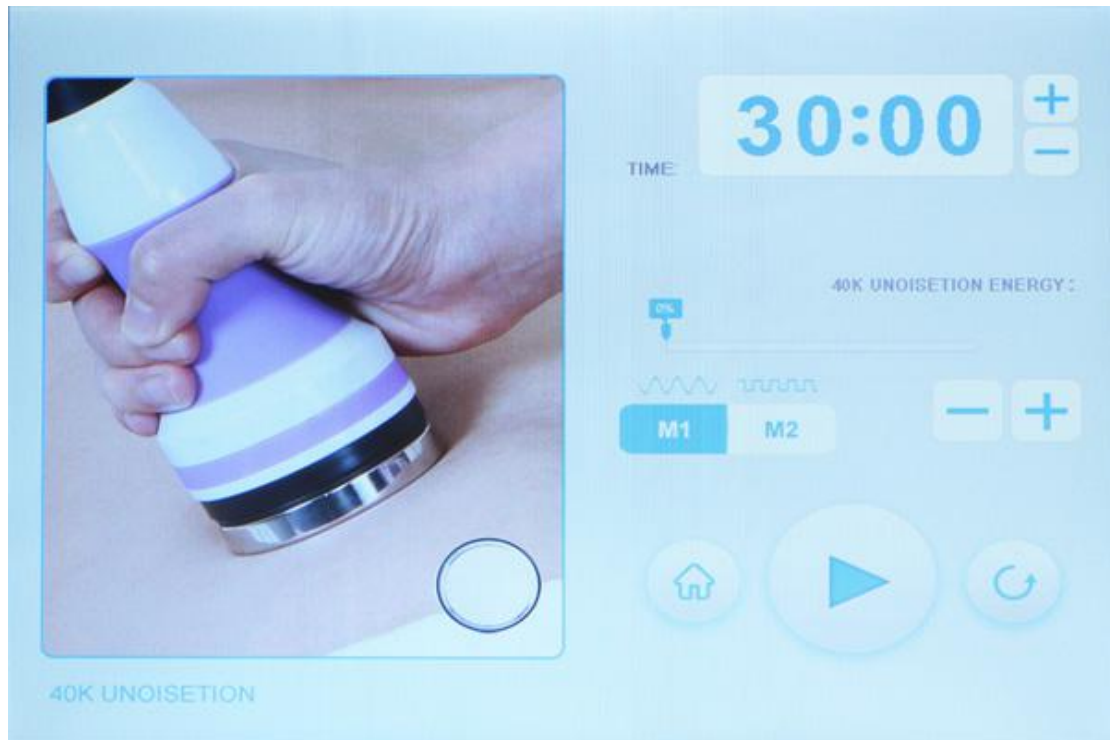 30:00
TIME:
40K UNOISETION ENERGY :
0%
M1 M2
40K UNOISETION